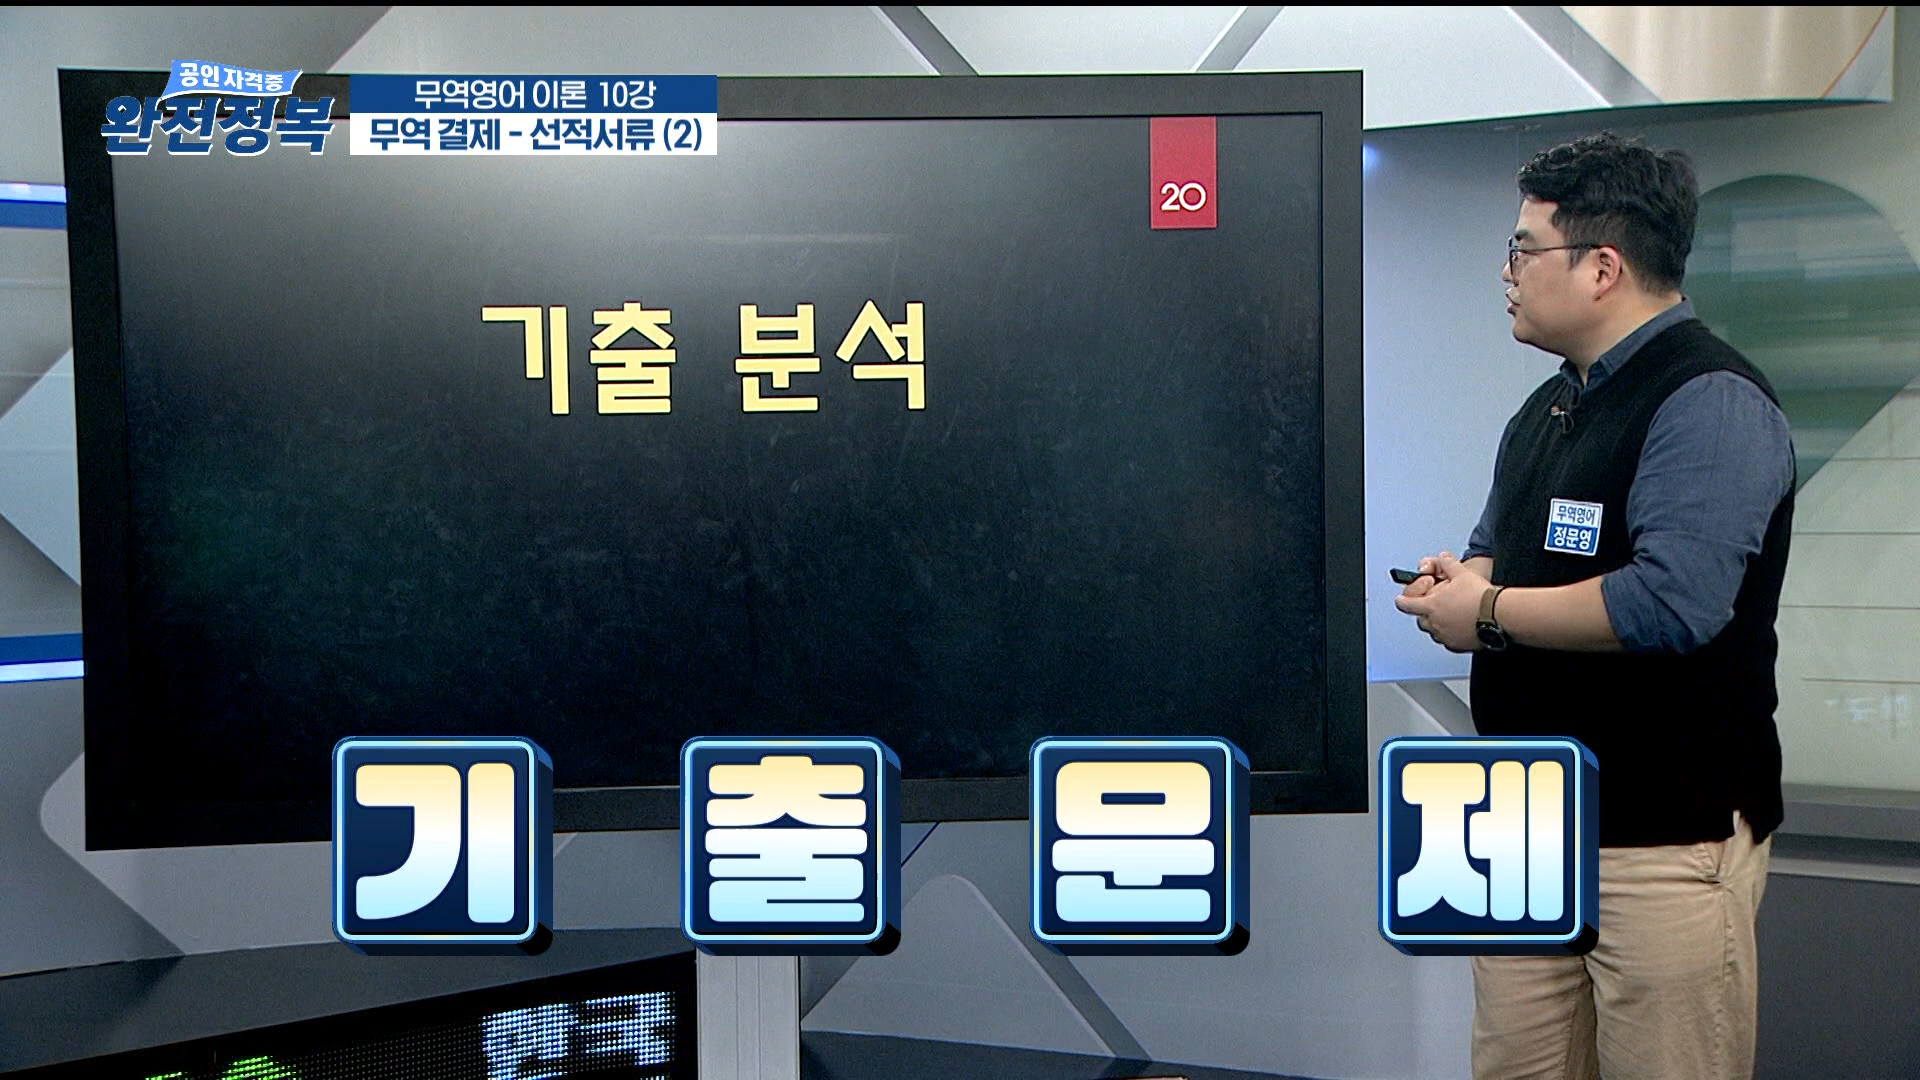 공인 자격증
완전정복
무역영어 이론 10강
무역 결제 - 선적서류 (2)
20
기출 분석
무역영어
정문영
기출문제
한국